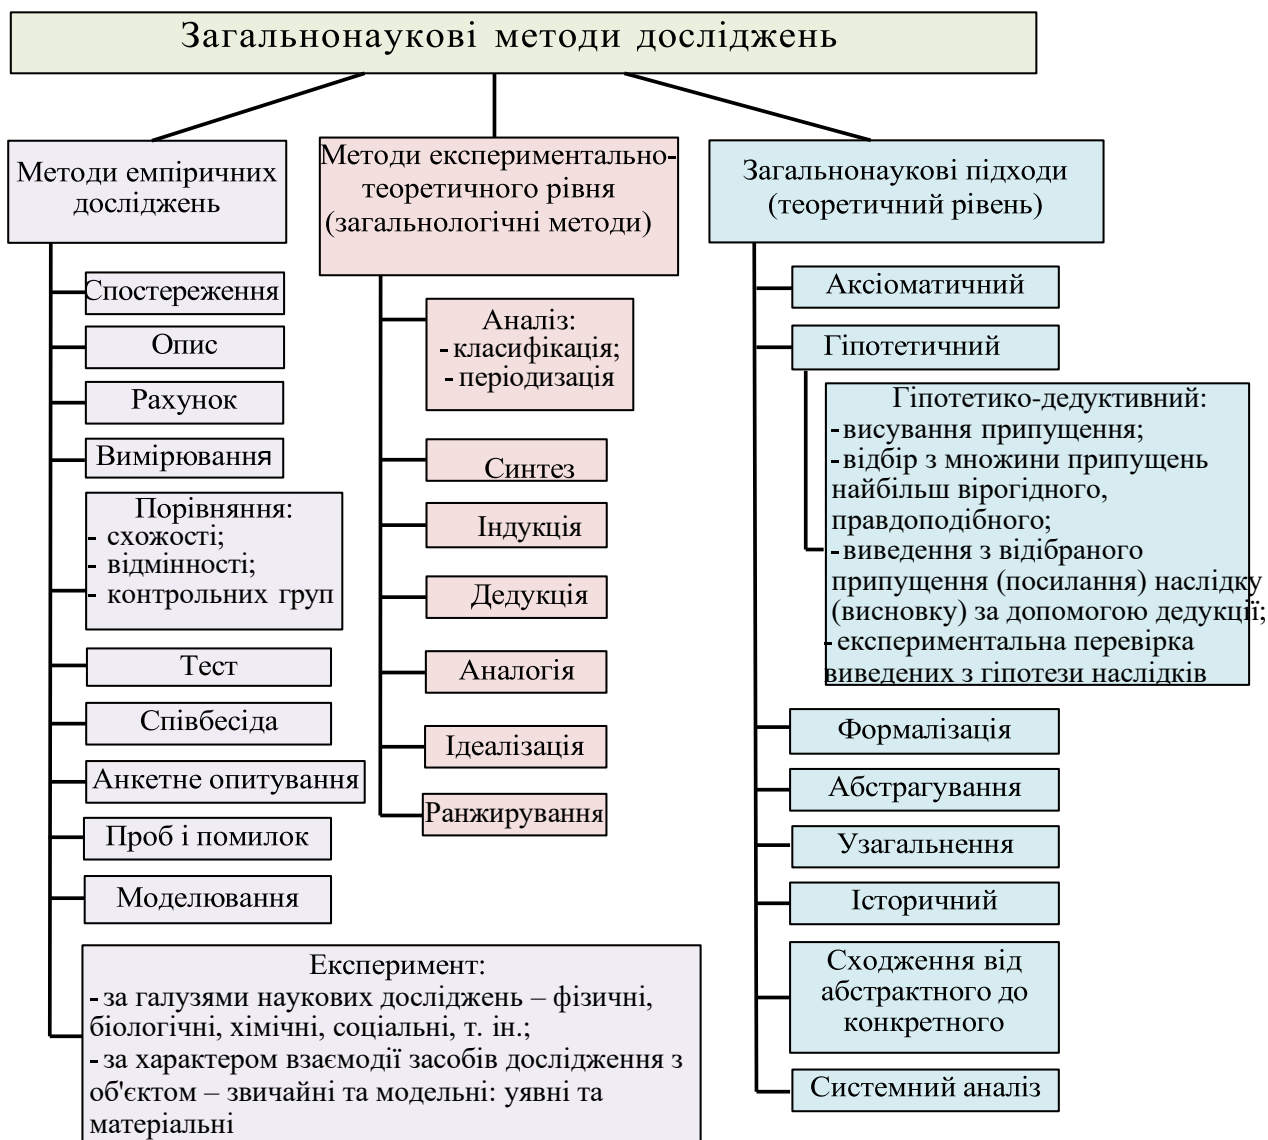 Загальнонаукові методи досліджень
Методи емпіричних
досліджень
Спостереження
Опис
Рахунок
Вимірювання
Порівняння:
- схожості;
- відмінності;
- контрольних груп
Тест
Співбесіда
Анкетне опитування
Проб і помилок
Моделювання
Експеримент:
- за галузями наукових досліджень – фізичні,
біологічні, хімічні, соціальні, т. ін.;
- за характером взаємодії засобів дослідження з
об'єктом – звичайні та модельні: уявні та
матеріальні
Методи експериментально-
теоретичного рівня
(загальнологічні методи)
Аналіз:
- класифікація;
- періодизація
Синтез
Індукція
Дедукція
Аналогія
Ідеалізація
Ранжирування
Загальнонаукові підходи
(теоретичний рівень)
Аксіоматичний
Гіпотетичний
Гіпотетико-дедуктивний:
- висування припущення;
- відбір з множини припущень
найбільш вірогідного,
правдоподібного;
- виведення з відібраного
припущення (посилання) наслідку
(висновку) за допомогою дедукції;
- експериментальна перевірка
виведених з гіпотези наслідків
Формалізація
Абстрагування
Узагальнення
Історичний
Сходження від
абстрактного до
конкретного
Системний аналіз